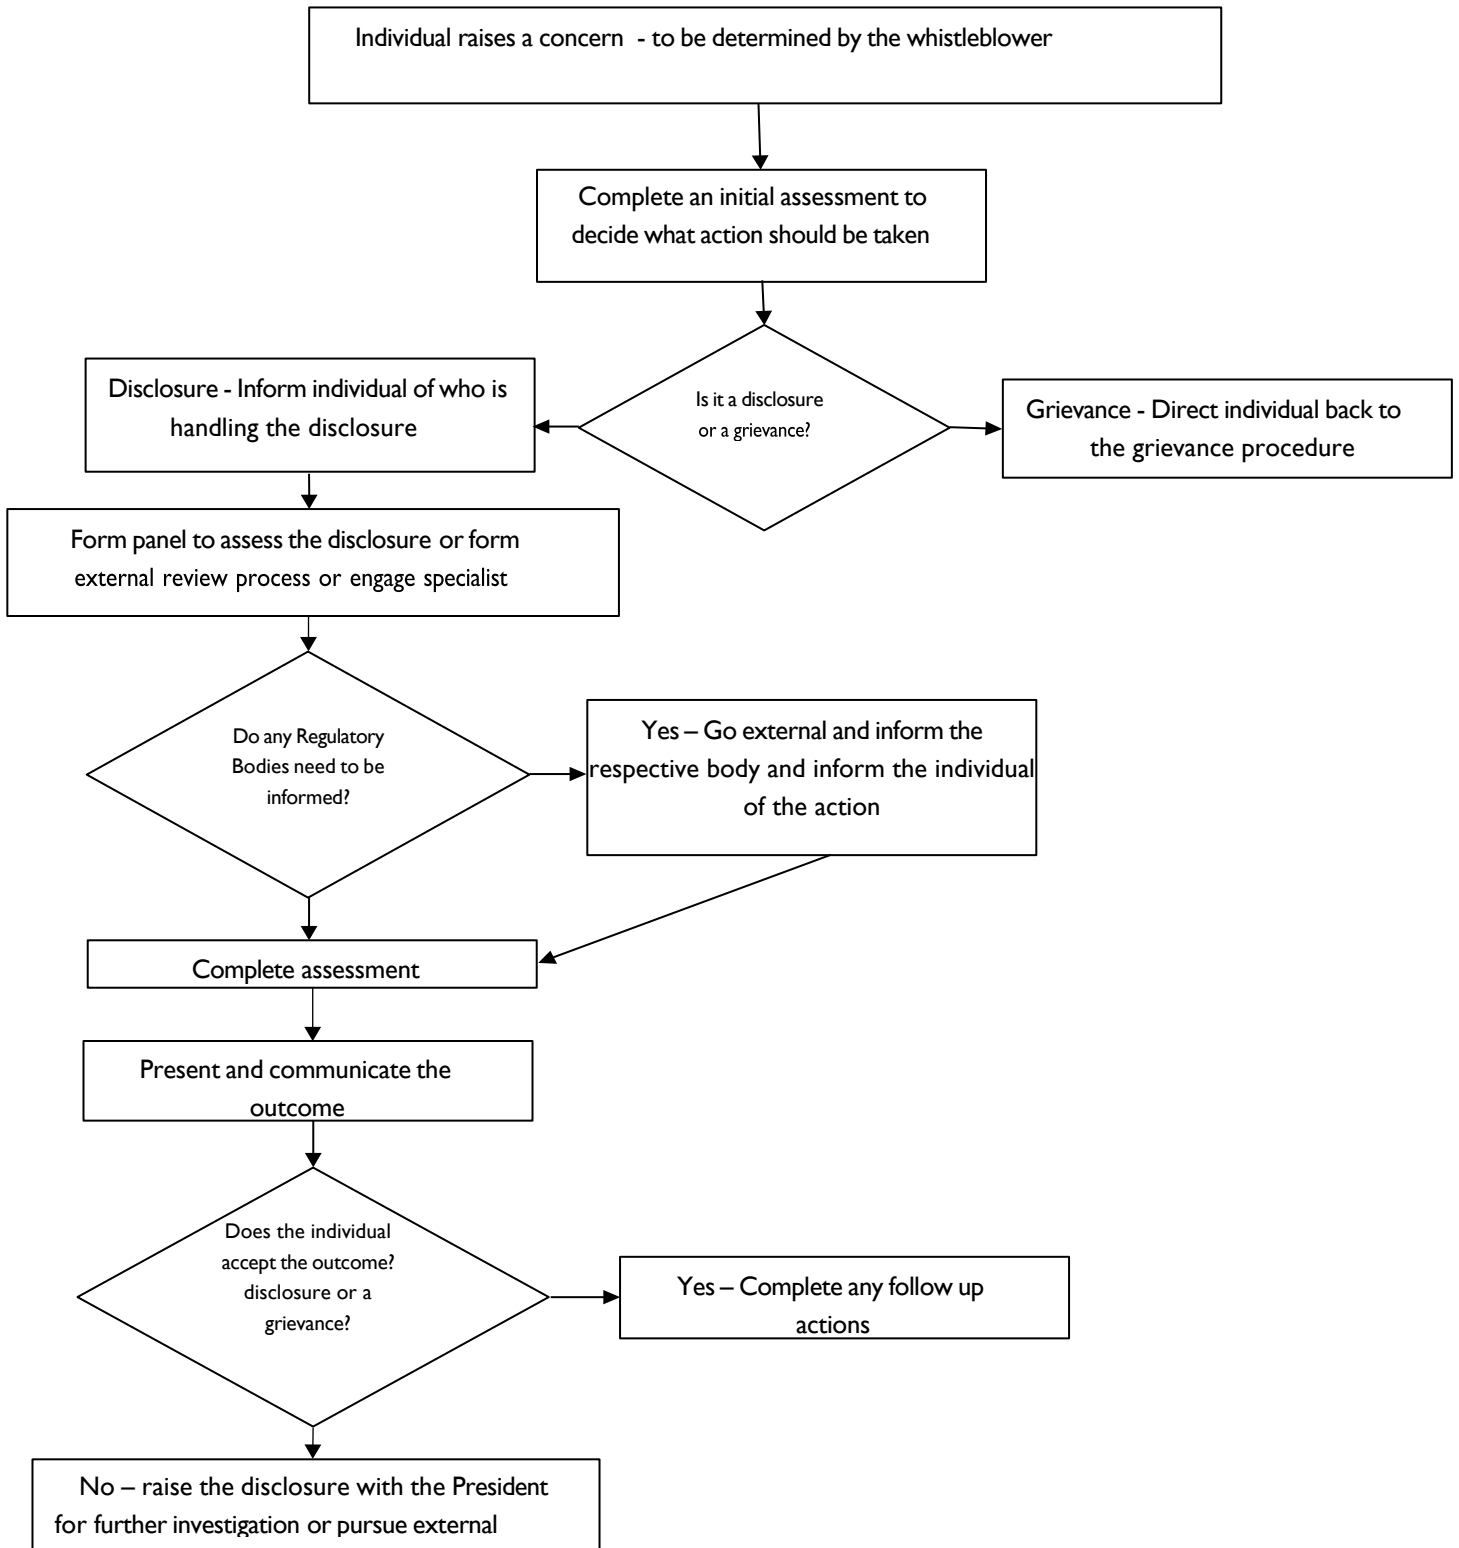 Individual raises a concern - to be determined by the whistleblower
Complete an initial assessment to
decide what action should be taken
Is it a disclosure
or a grievance?
Disclosure - Inform individual of who is
handling the disclosure
Grievance - Direct individual back to
the grievance procedure
Form panel to assess the disclosure or form
external review process or engage specialist
Do any Regulatory
Bodies need to be
informed?
Yes – Go external and inform the
respective body and inform the individual
of the action
Complete assessment
Present and communicate the
outcome
Does the individual
accept the outcome?
disclosure or a
grievance?
Yes – Complete any follow up
actions
No – raise the disclosure with the President
for further investigation or pursue external